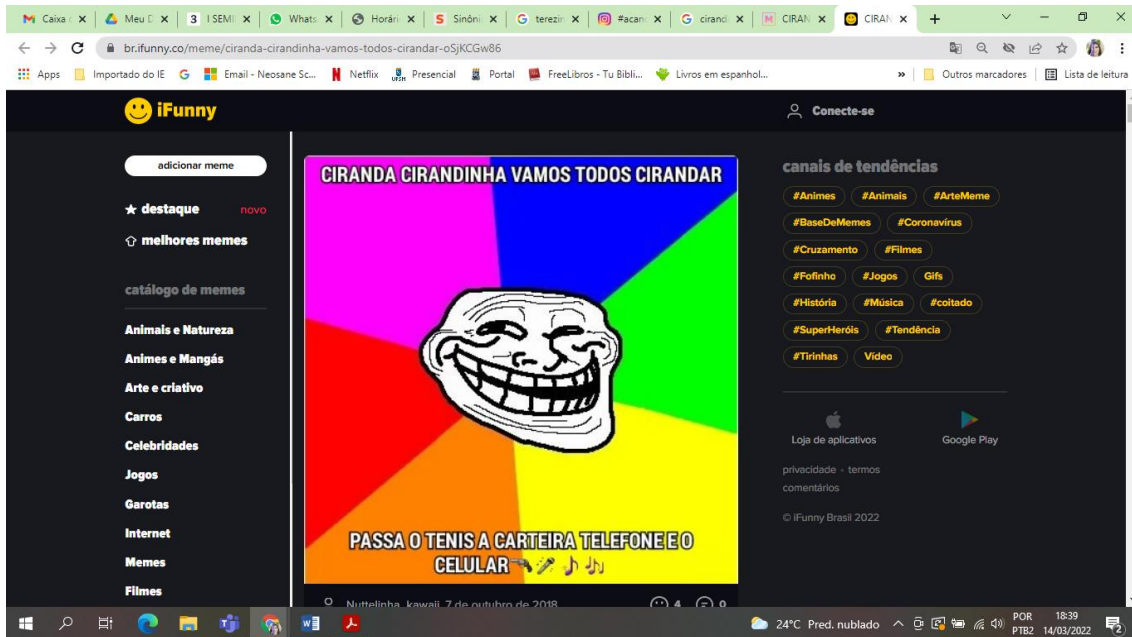 Caixa
Meu D
I SEMI
Whats
Horári
Sinôni
terezin
#acan
cirand
CIRAN
CIRAN
br.ifunny.co/meme/ciranda-cirandinha-vamos-todos-cirandar-oSjKCGw86
Apps Importado do IE Email - Neosane Sc... Netflix Presencial Portal FreeLibros - Tu Bibli... Livros em espanhol... » Outros marcadores Lista de leitura
iFunny
Conecte-se
adicionar meme
destaque novo
melhores memes
catálogo de memes
Animais e Natureza
Animes e Mangás
Arte e criativo
Carros
Celebridades
Jogos
Garotas
Internet
Memes
Filmes
CIRANDA CIRANDINHA VAMOS TODOS CIRANDAR
PASSA O TENIS A CARTEIRA TELEFONE E O
CELULAR
Nuttelinha_kawaii 7 de outubro de 2018
4 0
canais de tendências
#Animes #Animais #ArteMeme
#BaseDeMemes #Coronavírus
#Cruzamento #Filmes
#Fofinho #Jogos Gifs
#História #Música #coitado
#SuperHeróis #Tendência
#Tirinhas Vídeo
Loja de aplicativos Google Play
privacidade - termos
comentários
© iFunny Brasil 2022
24°C Pred. nublado
POR
PTB2
18:39
14/03/2022
2